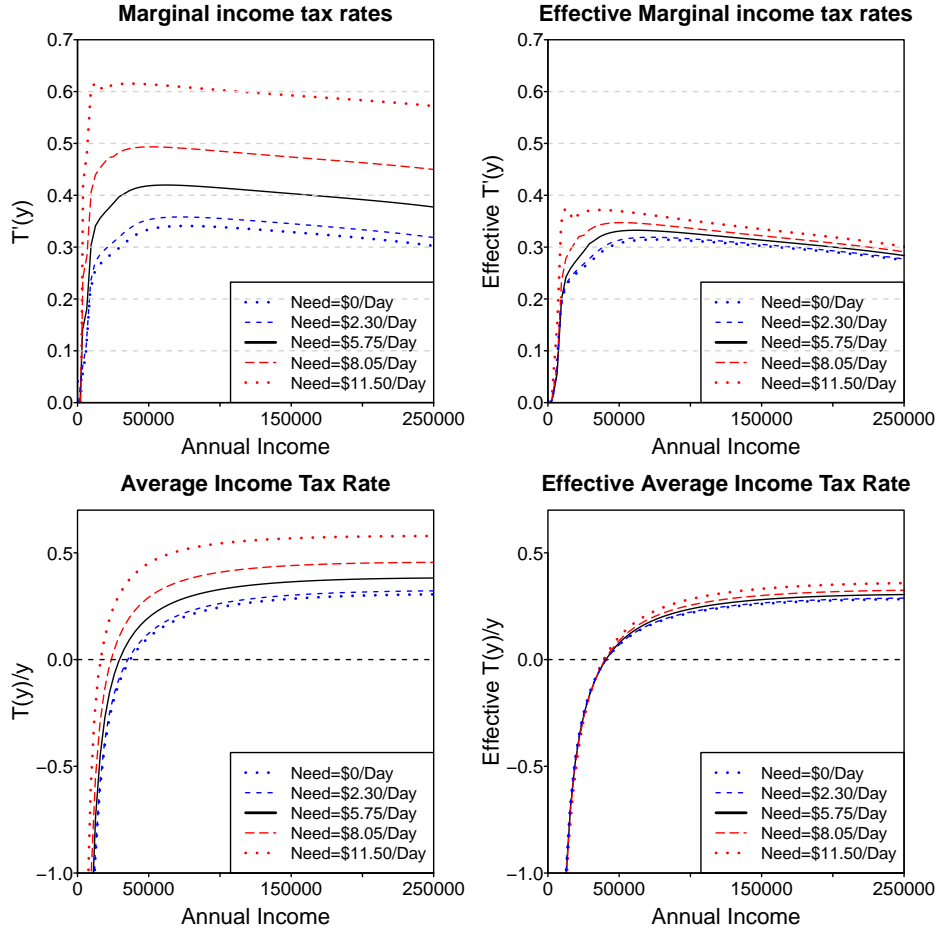 Marginal income tax rates
T'(y)
0.7
0.6
0.5
0.4
0.3
0.2
0.1
0.0
Need=$0/Day
Need=$2.30/Day
Need=$5.75/Day
Need=$8.05/Day
Need=$11.50/Day
0 50000 150000 250000
Annual Income
Effective Marginal income tax rates
Effective T'(y)
0.7
0.6
0.5
0.4
0.3
0.2
0.1
0.0
Need=$0/Day
Need=$2.30/Day
Need=$5.75/Day
Need=$8.05/Day
Need=$11.50/Day
0 50000 150000 250000
Annual Income
Average Income Tax Rate
T(y)/y
0.5
0.0
−0.5
−1.0
Need=$0/Day
Need=$2.30/Day
Need=$5.75/Day
Need=$8.05/Day
Need=$11.50/Day
0 50000 150000 250000
Annual Income
Effective Average Income Tax Rate
Effective T(y)/y
0.5
0.0
−0.5
−1.0
Need=$0/Day
Need=$2.30/Day
Need=$5.75/Day
Need=$8.05/Day
Need=$11.50/Day
0 50000 150000 250000
Annual Income